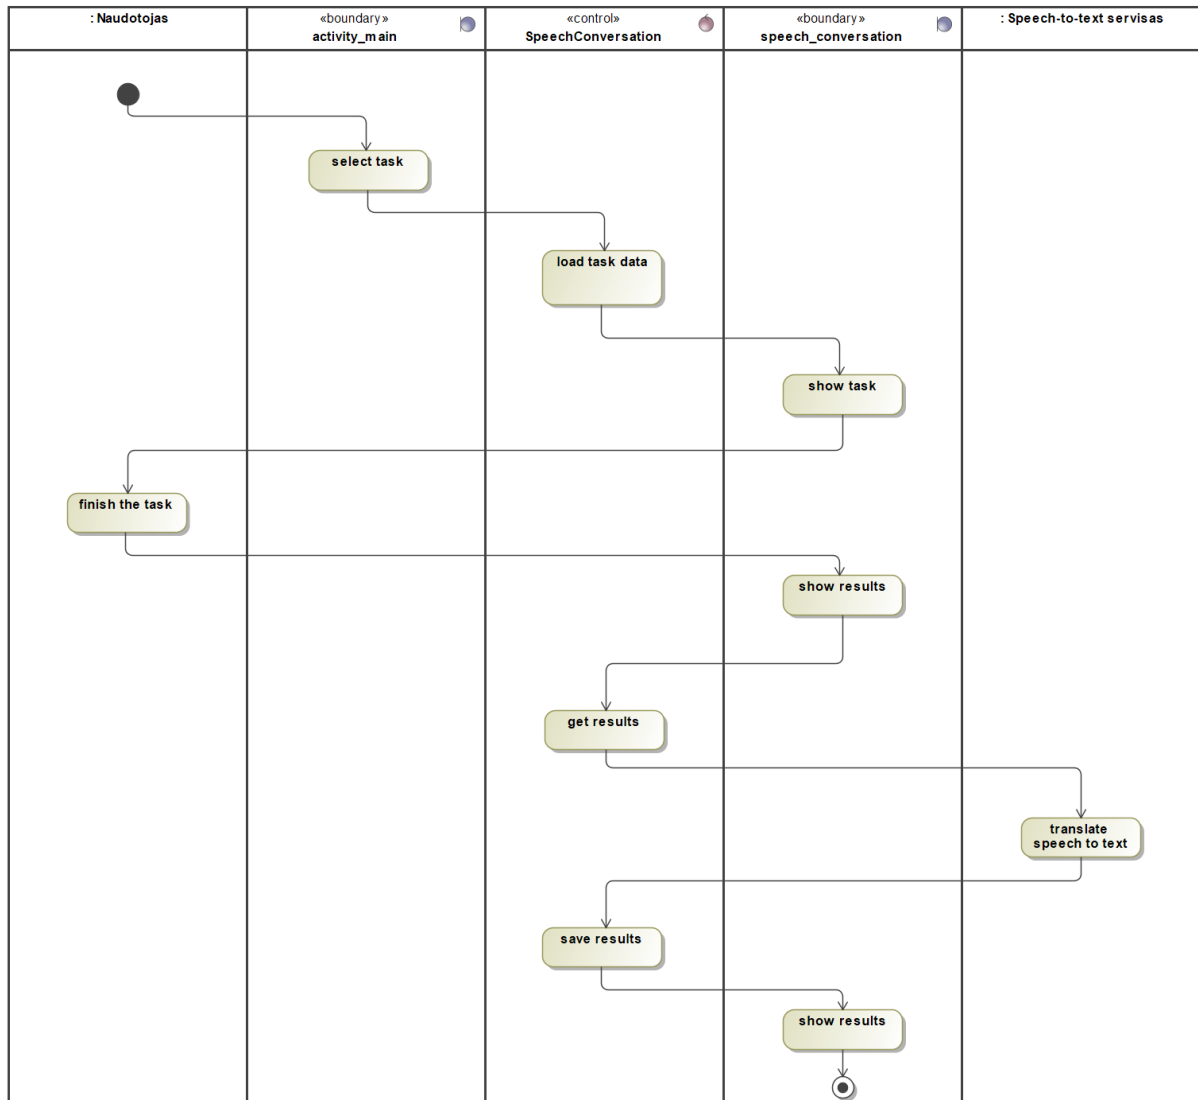 : Naudotojas
«boundary»
activity_main
«control»
SpeechConversation
«boundary»
speech_conversation
: Speech-to-text servisas
select task
load task data
show task
finish the task
show results
get results
translate
speech to text
save results
show results